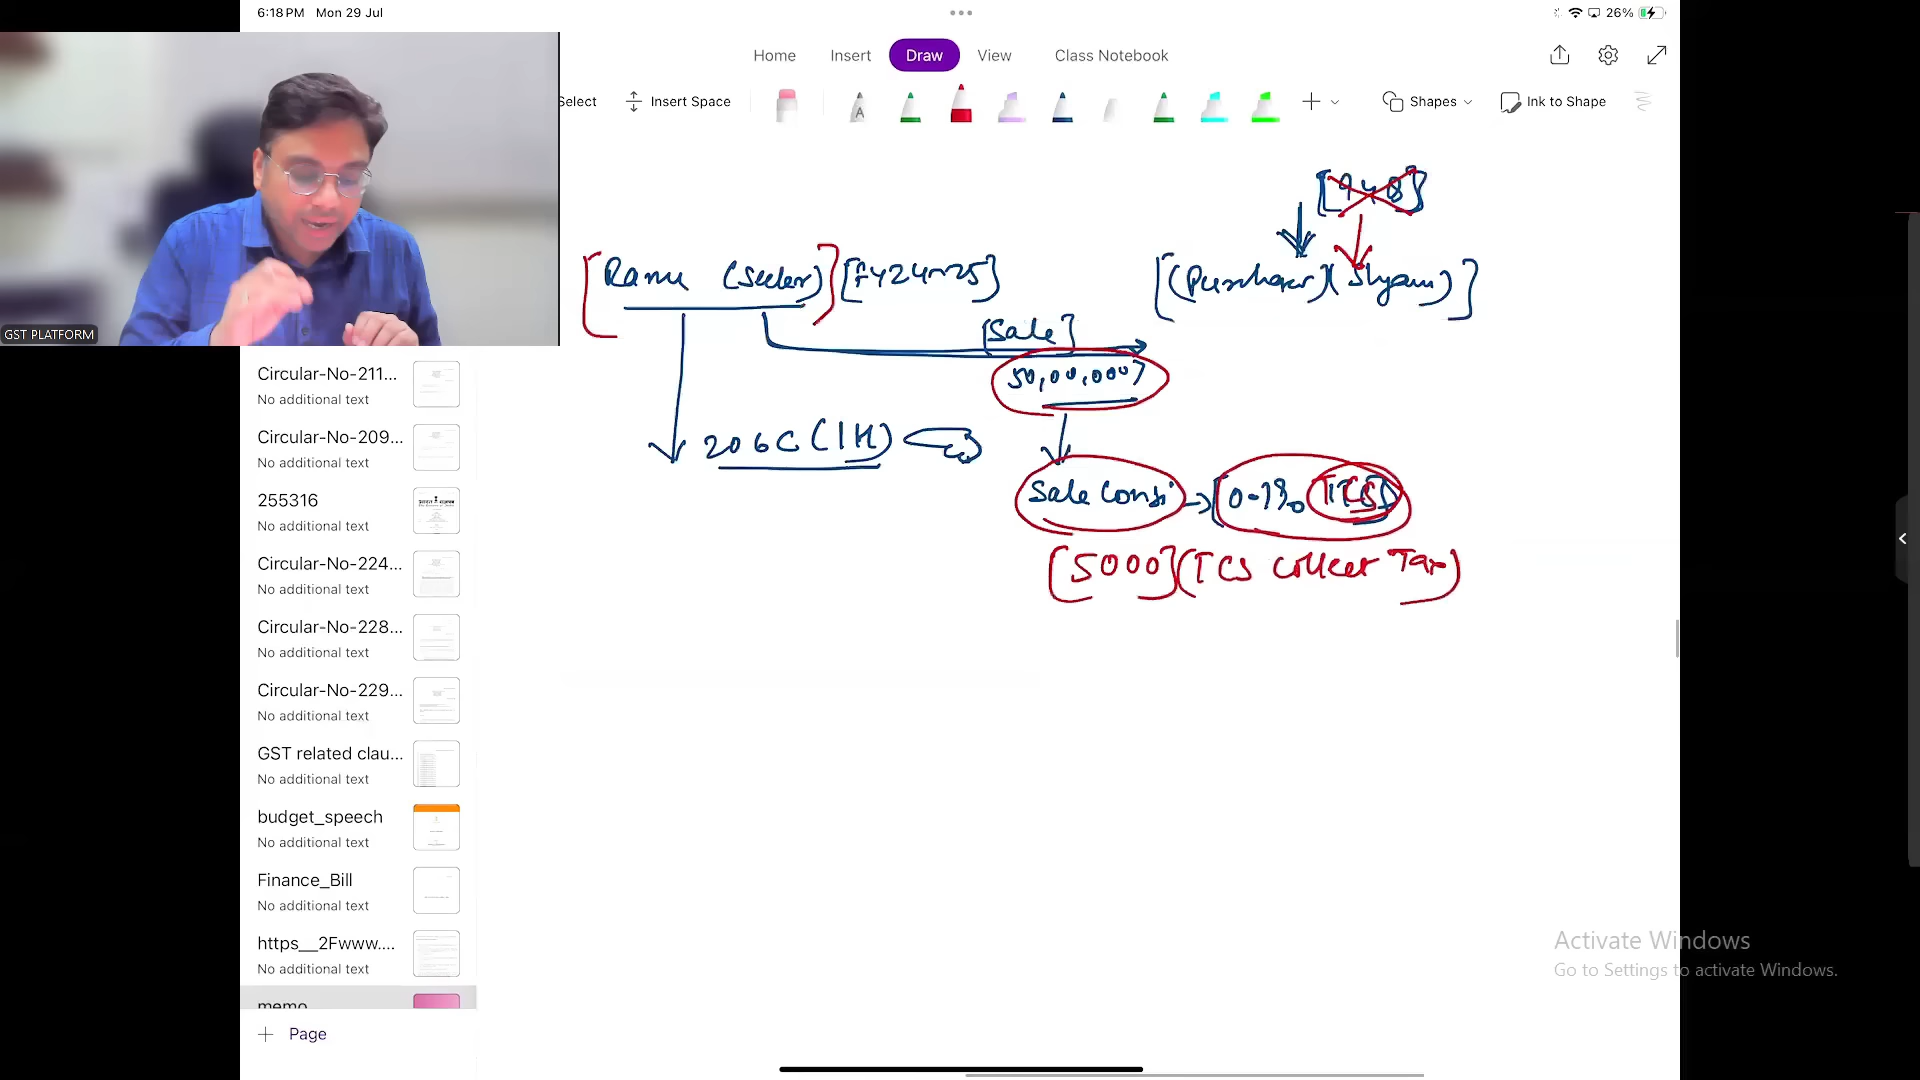 6:18 PM Mon 29 Jul
26%
Home Insert Draw View Class Notebook
Select Insert Space Shapes Ink to Shape
GST PLATFORM
Circular-No-211...
No additional text
Circular-No-209...
No additional text
255316
No additional text
Circular-No-224...
No additional text
Circular-No-228...
No additional text
Circular-No-229...
No additional text
GST related clau...
No additional text
budget_speech
No additional text
Finance_Bill
No additional text
https__2Fwww....
No additional text
memo
Page
[Ramu (Seller)] [FY24-25]
[(Purchaser)(Shyam)]
[Sale]
50,00,000]
206C (1H)
Sale Consi → [0.1% TCS]
[5000] (TCS collect Tax)
Activate Windows
Go to Settings to activate Windows.